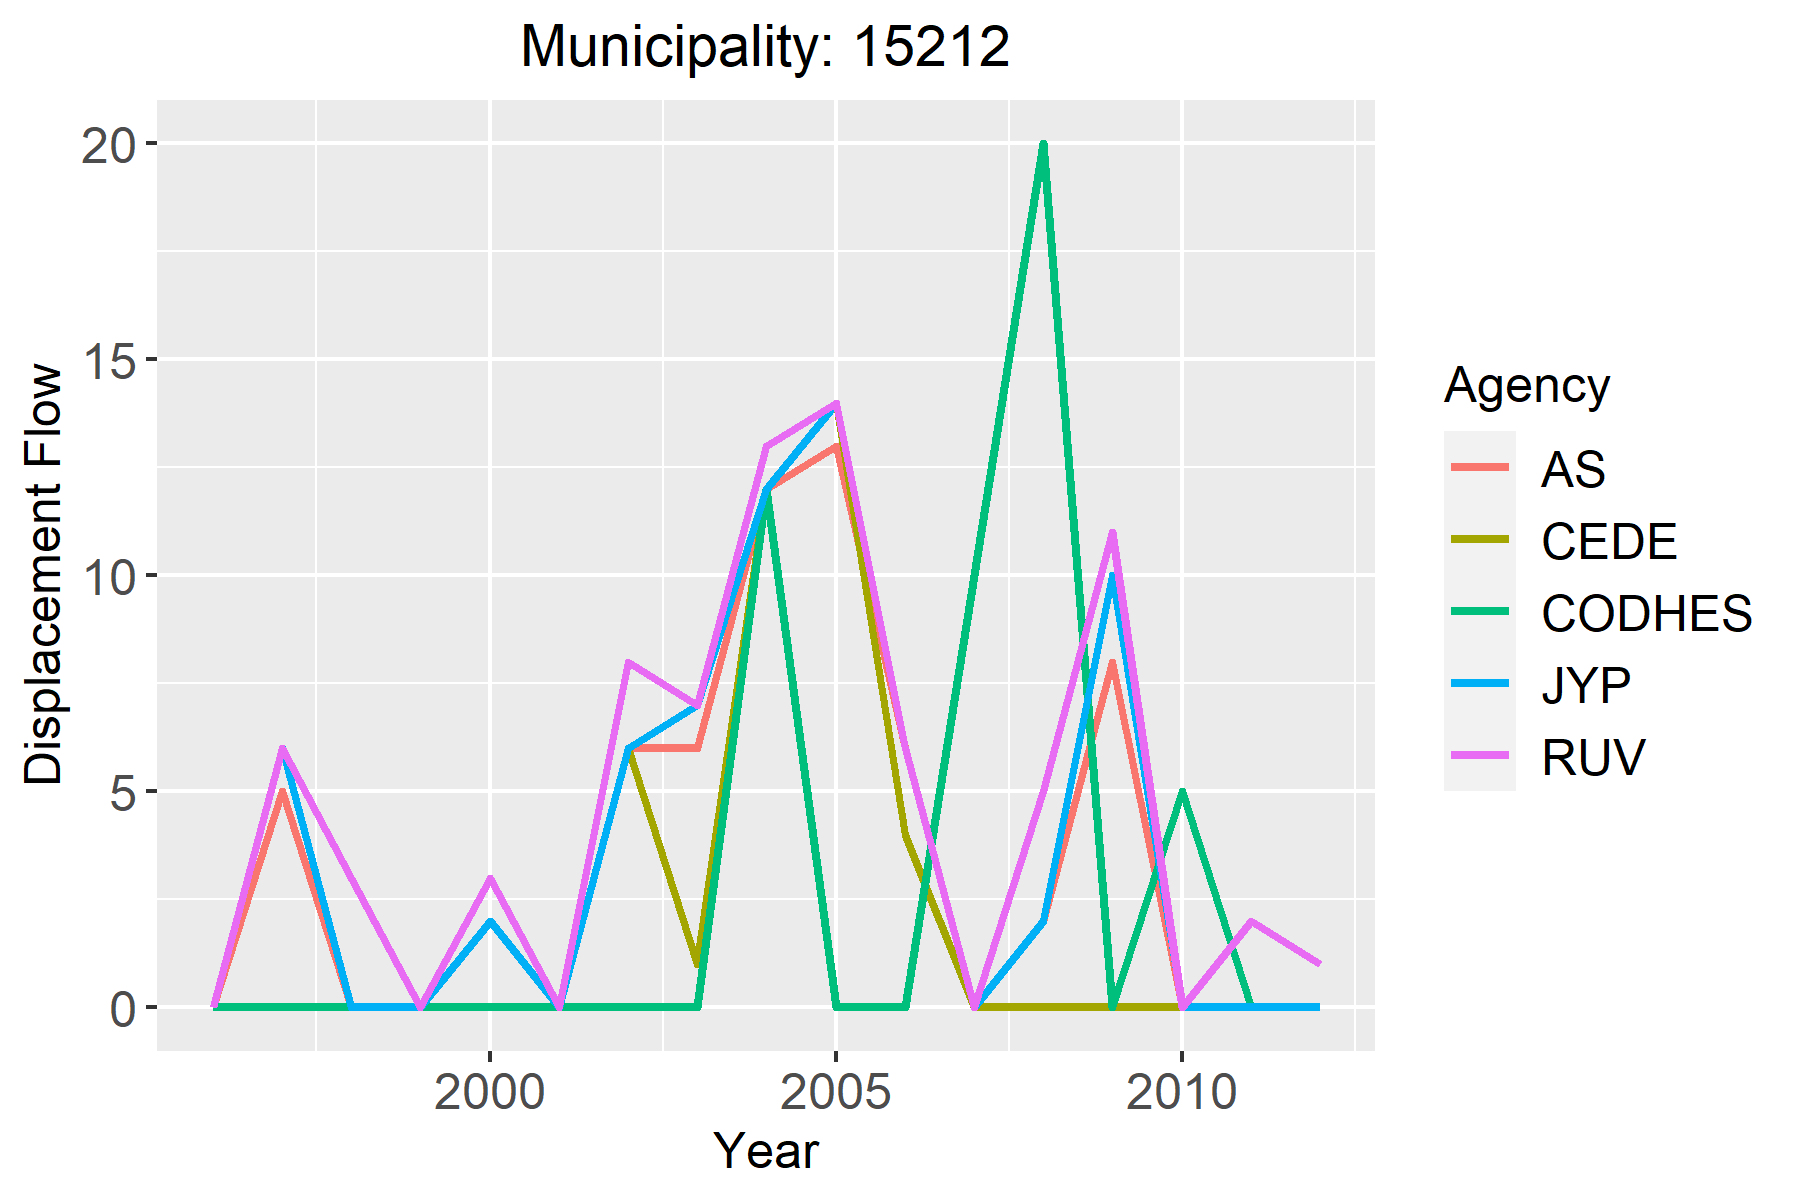 Municipality: 15212
20
15
10
5
0
Displacement Flow
2000
2005
2010
Year
Agency
AS
CEDE
CODHES
JYP
RUV